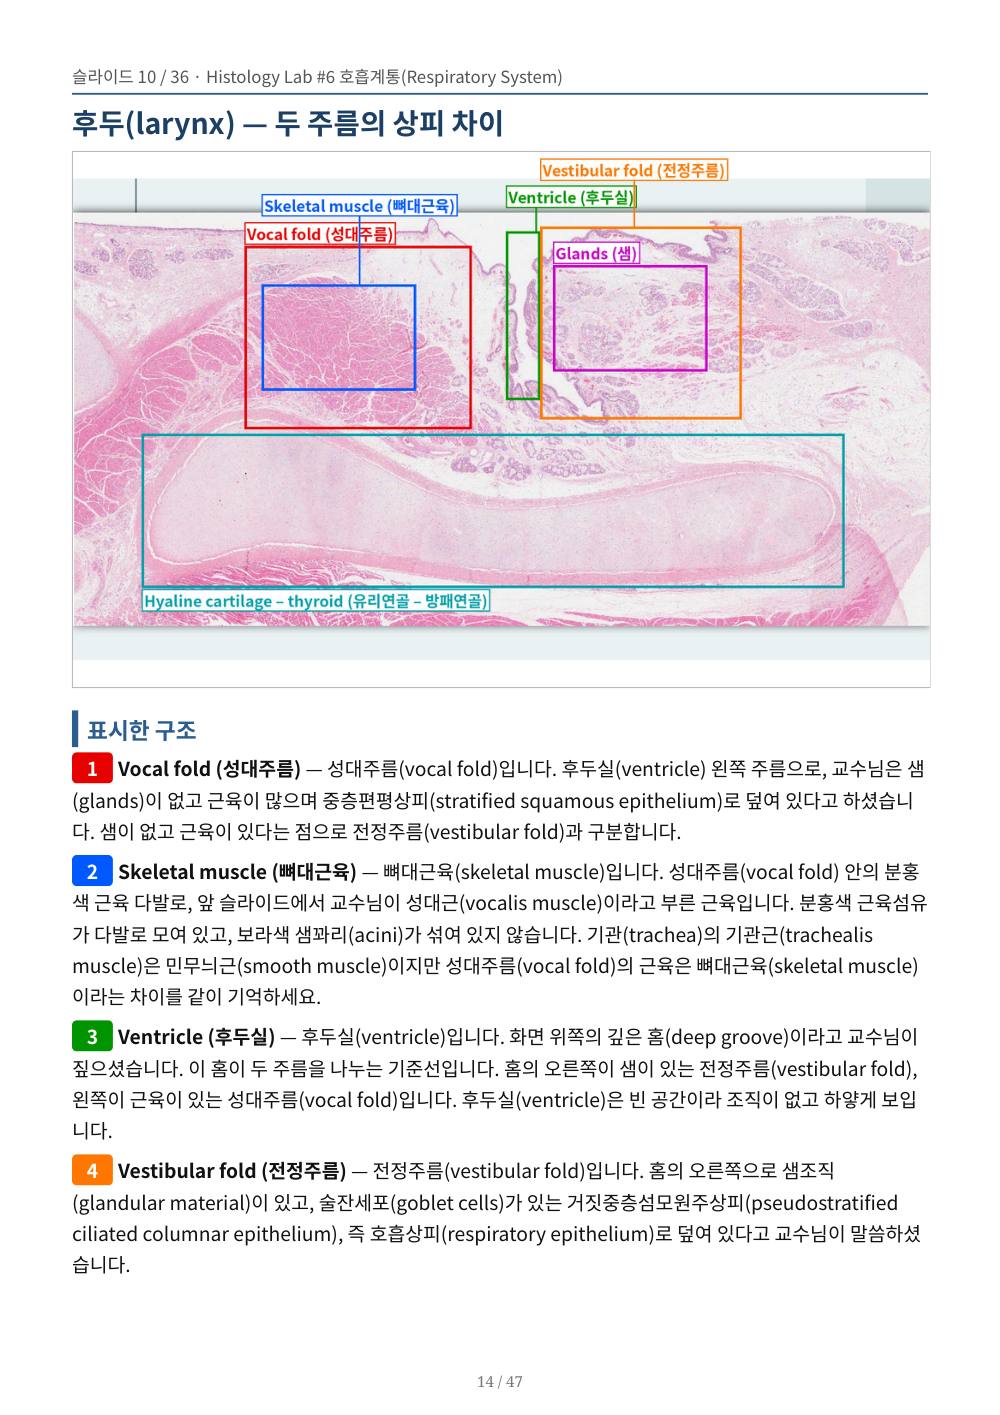 슬라이드 10 / 36 · Histology Lab #6 호흡계통(Respiratory System)
후두(larynx) — 두 주름의 상피 차이
Vestibular fold (전정주름)
Ventricle (후두실)
Skeletal muscle (뼈대근육)
Vocal fold (성대주름)
Glands (샘)
Hyaline cartilage – thyroid (유리연골 – 방패연골)
표시한 구조
1 Vocal fold (성대주름) — 성대주름(vocal fold)입니다. 후두실(ventricle) 왼쪽 주름으로, 교수님은 샘
(glands)이 없고 근육이 많으며 중층편평상피(stratified squamous epithelium)로 덮여 있다고 하셨습니
다. 샘이 없고 근육이 있다는 점으로 전정주름(vestibular fold)과 구분합니다.
2 Skeletal muscle (뼈대근육) — 뼈대근육(skeletal muscle)입니다. 성대주름(vocal fold) 안의 분홍
색 근육 다발로, 앞 슬라이드에서 교수님이 성대근(vocalis muscle)이라고 부른 근육입니다. 분홍색 근육섬유
가 다발로 모여 있고, 보라색 샘꽈리(acini)가 섞여 있지 않습니다. 기관(trachea)의 기관근(trachealis
muscle)은 민무늬근(smooth muscle)이지만 성대주름(vocal fold)의 근육은 뼈대근육(skeletal muscle)
이라는 차이를 같이 기억하세요.
3 Ventricle (후두실) — 후두실(ventricle)입니다. 화면 위쪽의 깊은 홈(deep groove)이라고 교수님이
짚으셨습니다. 이 홈이 두 주름을 나누는 기준선입니다. 홈의 오른쪽이 샘이 있는 전정주름(vestibular fold),
왼쪽이 근육이 있는 성대주름(vocal fold)입니다. 후두실(ventricle)은 빈 공간이라 조직이 없고 하얗게 보입
니다.
4 Vestibular fold (전정주름) — 전정주름(vestibular fold)입니다. 홈의 오른쪽으로 샘조직
(glandular material)이 있고, 술잔세포(goblet cells)가 있는 거짓중층섬모원주상피(pseudostratified
ciliated columnar epithelium), 즉 호흡상피(respiratory epithelium)로 덮여 있다고 교수님이 말씀하셨
습니다.
14 / 47